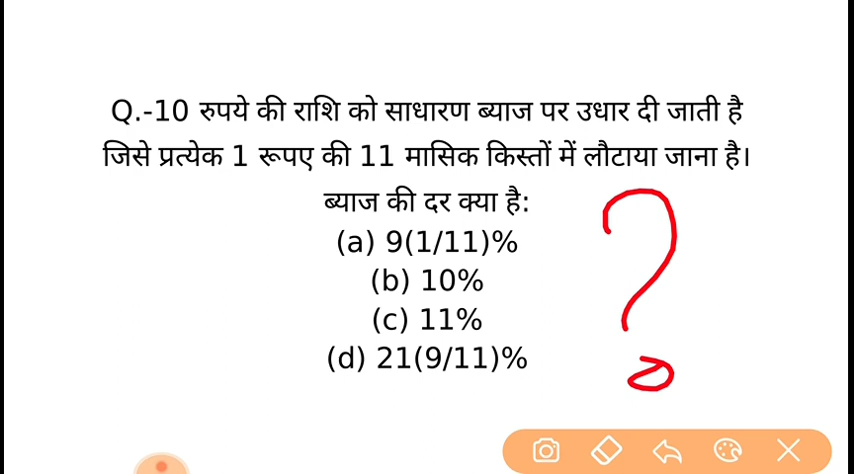 Q.-10 रुपये की राशि को साधारण ब्याज पर उधार दी जाती है
जिसे प्रत्येक 1 रूपए की 11 मासिक किस्तों में लौटाया जाना है।
ब्याज की दर क्या है:
(a) 9(1/11)%
(b) 10%
(c) 11%
(d) 21(9/11)%
?